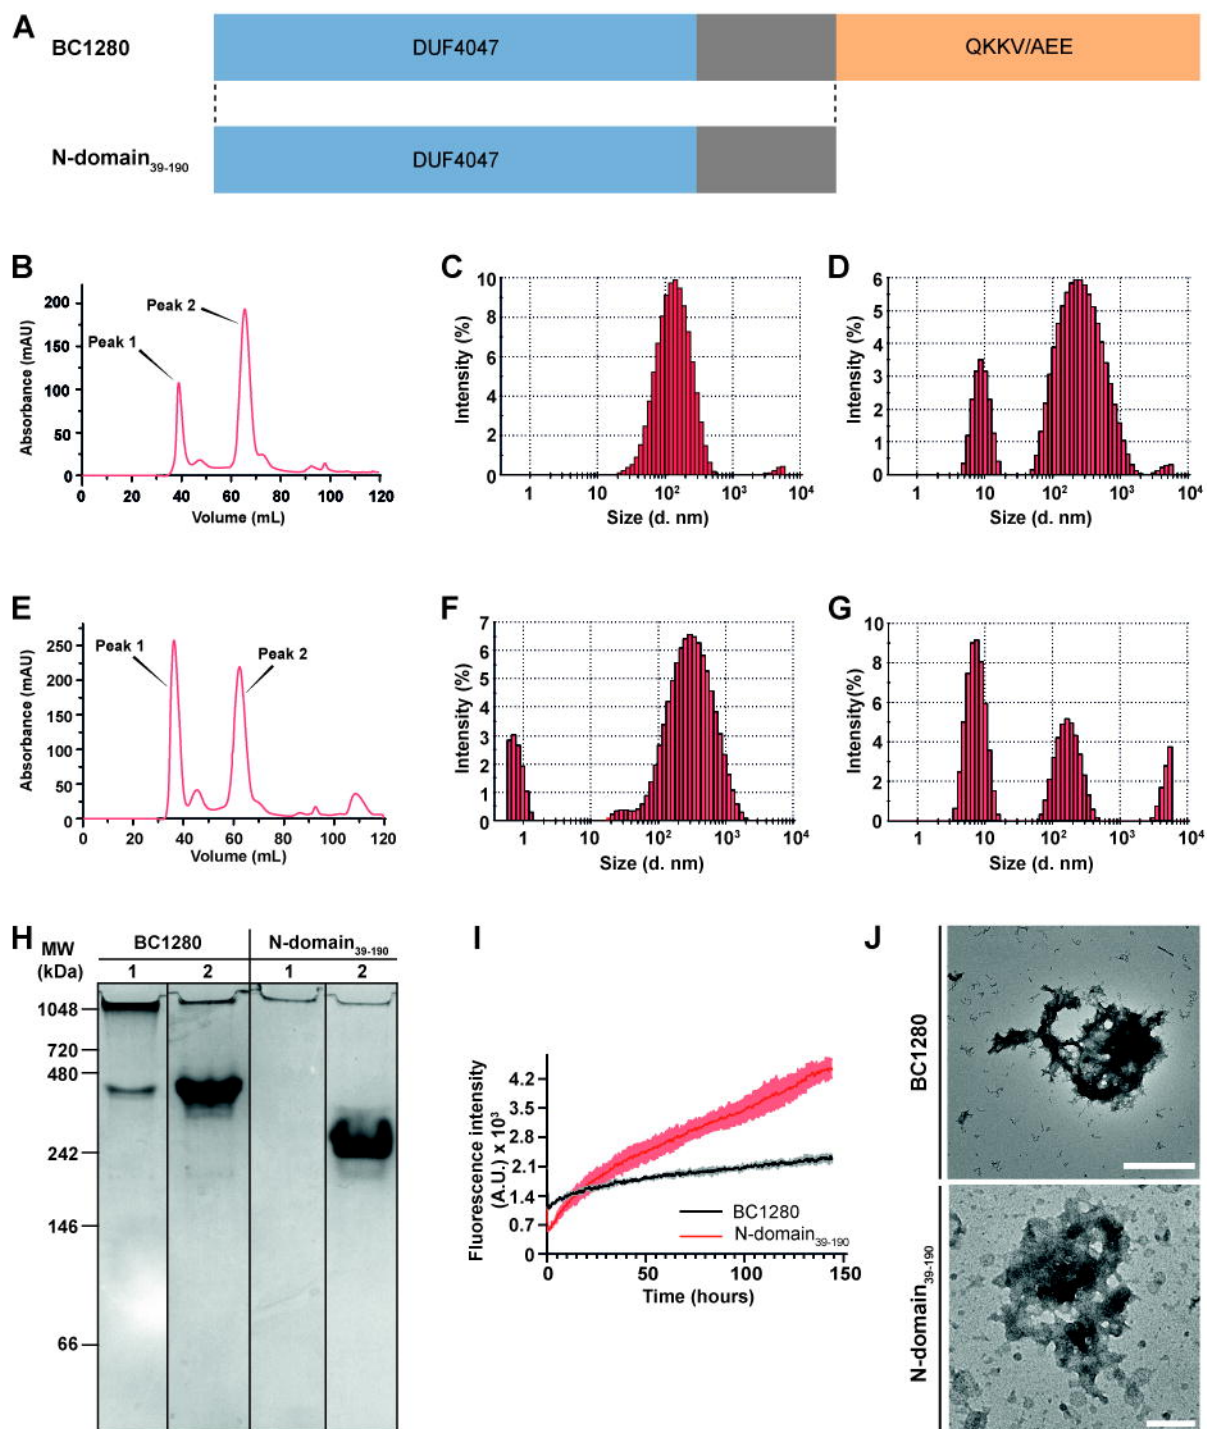 A
BC1280
DUF4047
QKKV/AEE
N-domain39-190
DUF4047
B
Absorbance (mAU)
200
150
100
50
0
Peak 1
Peak 2
0 20 40 60 80 100 120
Volume (mL)
C
Intensity (%)
10
8
6
4
2
0
1 10 10² 10³ 10⁴
Size (d. nm)
D
Intensity (%)
6
5
4
3
2
1
0
1 10 10² 10³ 10⁴
Size (d. nm)
E
Absorbance (mAU)
250
200
150
100
50
0
Peak 1
Peak 2
0 20 40 60 80 100 120
Volume (mL)
F
Intensity (%)
7
6
5
4
3
2
1
0
1 10 10² 10³ 10⁴
Size (d. nm)
G
Intensity(%)
10
8
6
4
2
0
1 10 10² 10³ 10⁴
Size (d. nm)
H
MW
(kDa)
BC1280
N-domain39-190
1 2 1 2
1048
720
480
242
146
66
I
Fluorescence intensity
(A.U.) x 10³
4.2
3.5
2.8
2.1
1.4
0.7
0
BC1280
N-domain39-190
0 50 100 150
Time (hours)
J
BC1280
N-domain39-190